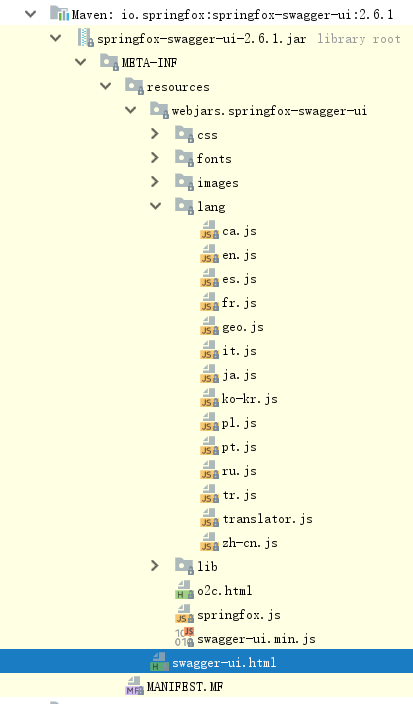 Maven: io.springfox:springfox-swagger-ui:2.6.1
springfox-swagger-ui-2.6.1.jar library root
META-INF
resources
webjars.springfox-swagger-ui
css
fonts
images
lang
ca.js
en.js
es.js
fr.js
geo.js
it.js
ja.js
ko-kr.js
pl.js
pt.js
ru.js
tr.js
translator.js
zh-cn.js
lib
o2c.html
springfox.js
swagger-ui.min.js
swagger-ui.html
MANIFEST.MF